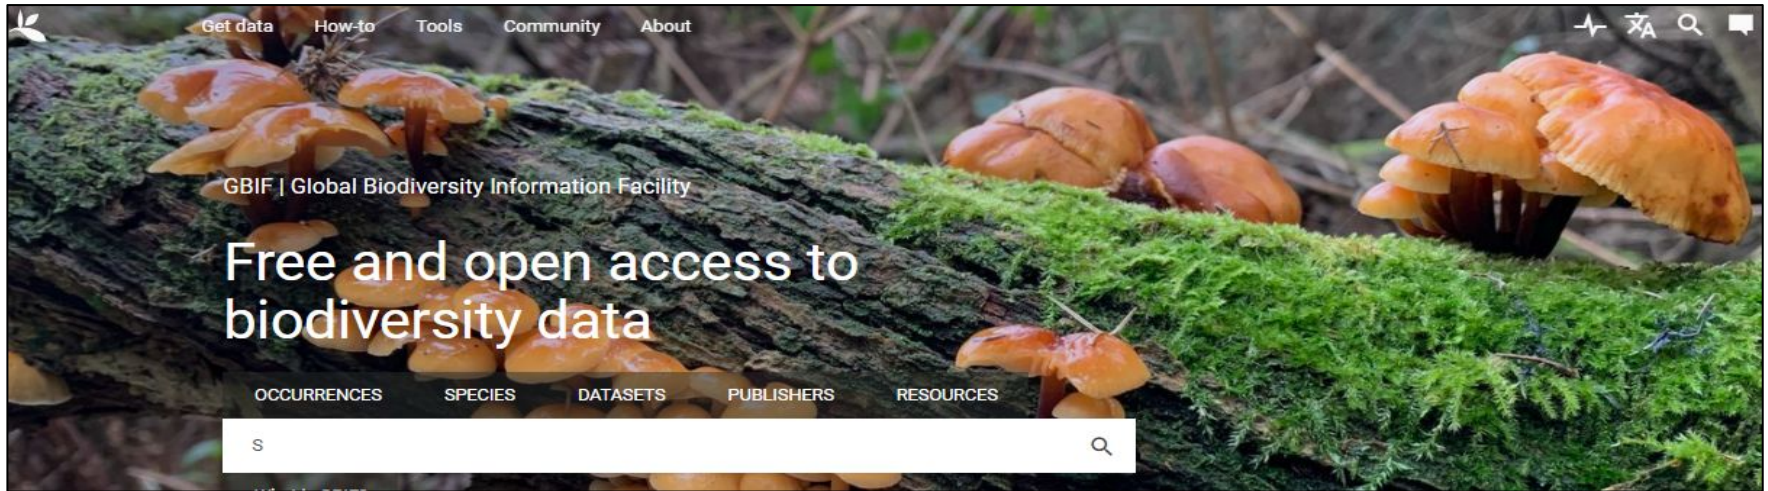 Get data How-to Tools Community About
GBIF | Global Biodiversity Information Facility
Free and open access to
biodiversity data
OCCURRENCES SPECIES DATASETS PUBLISHERS RESOURCES
S